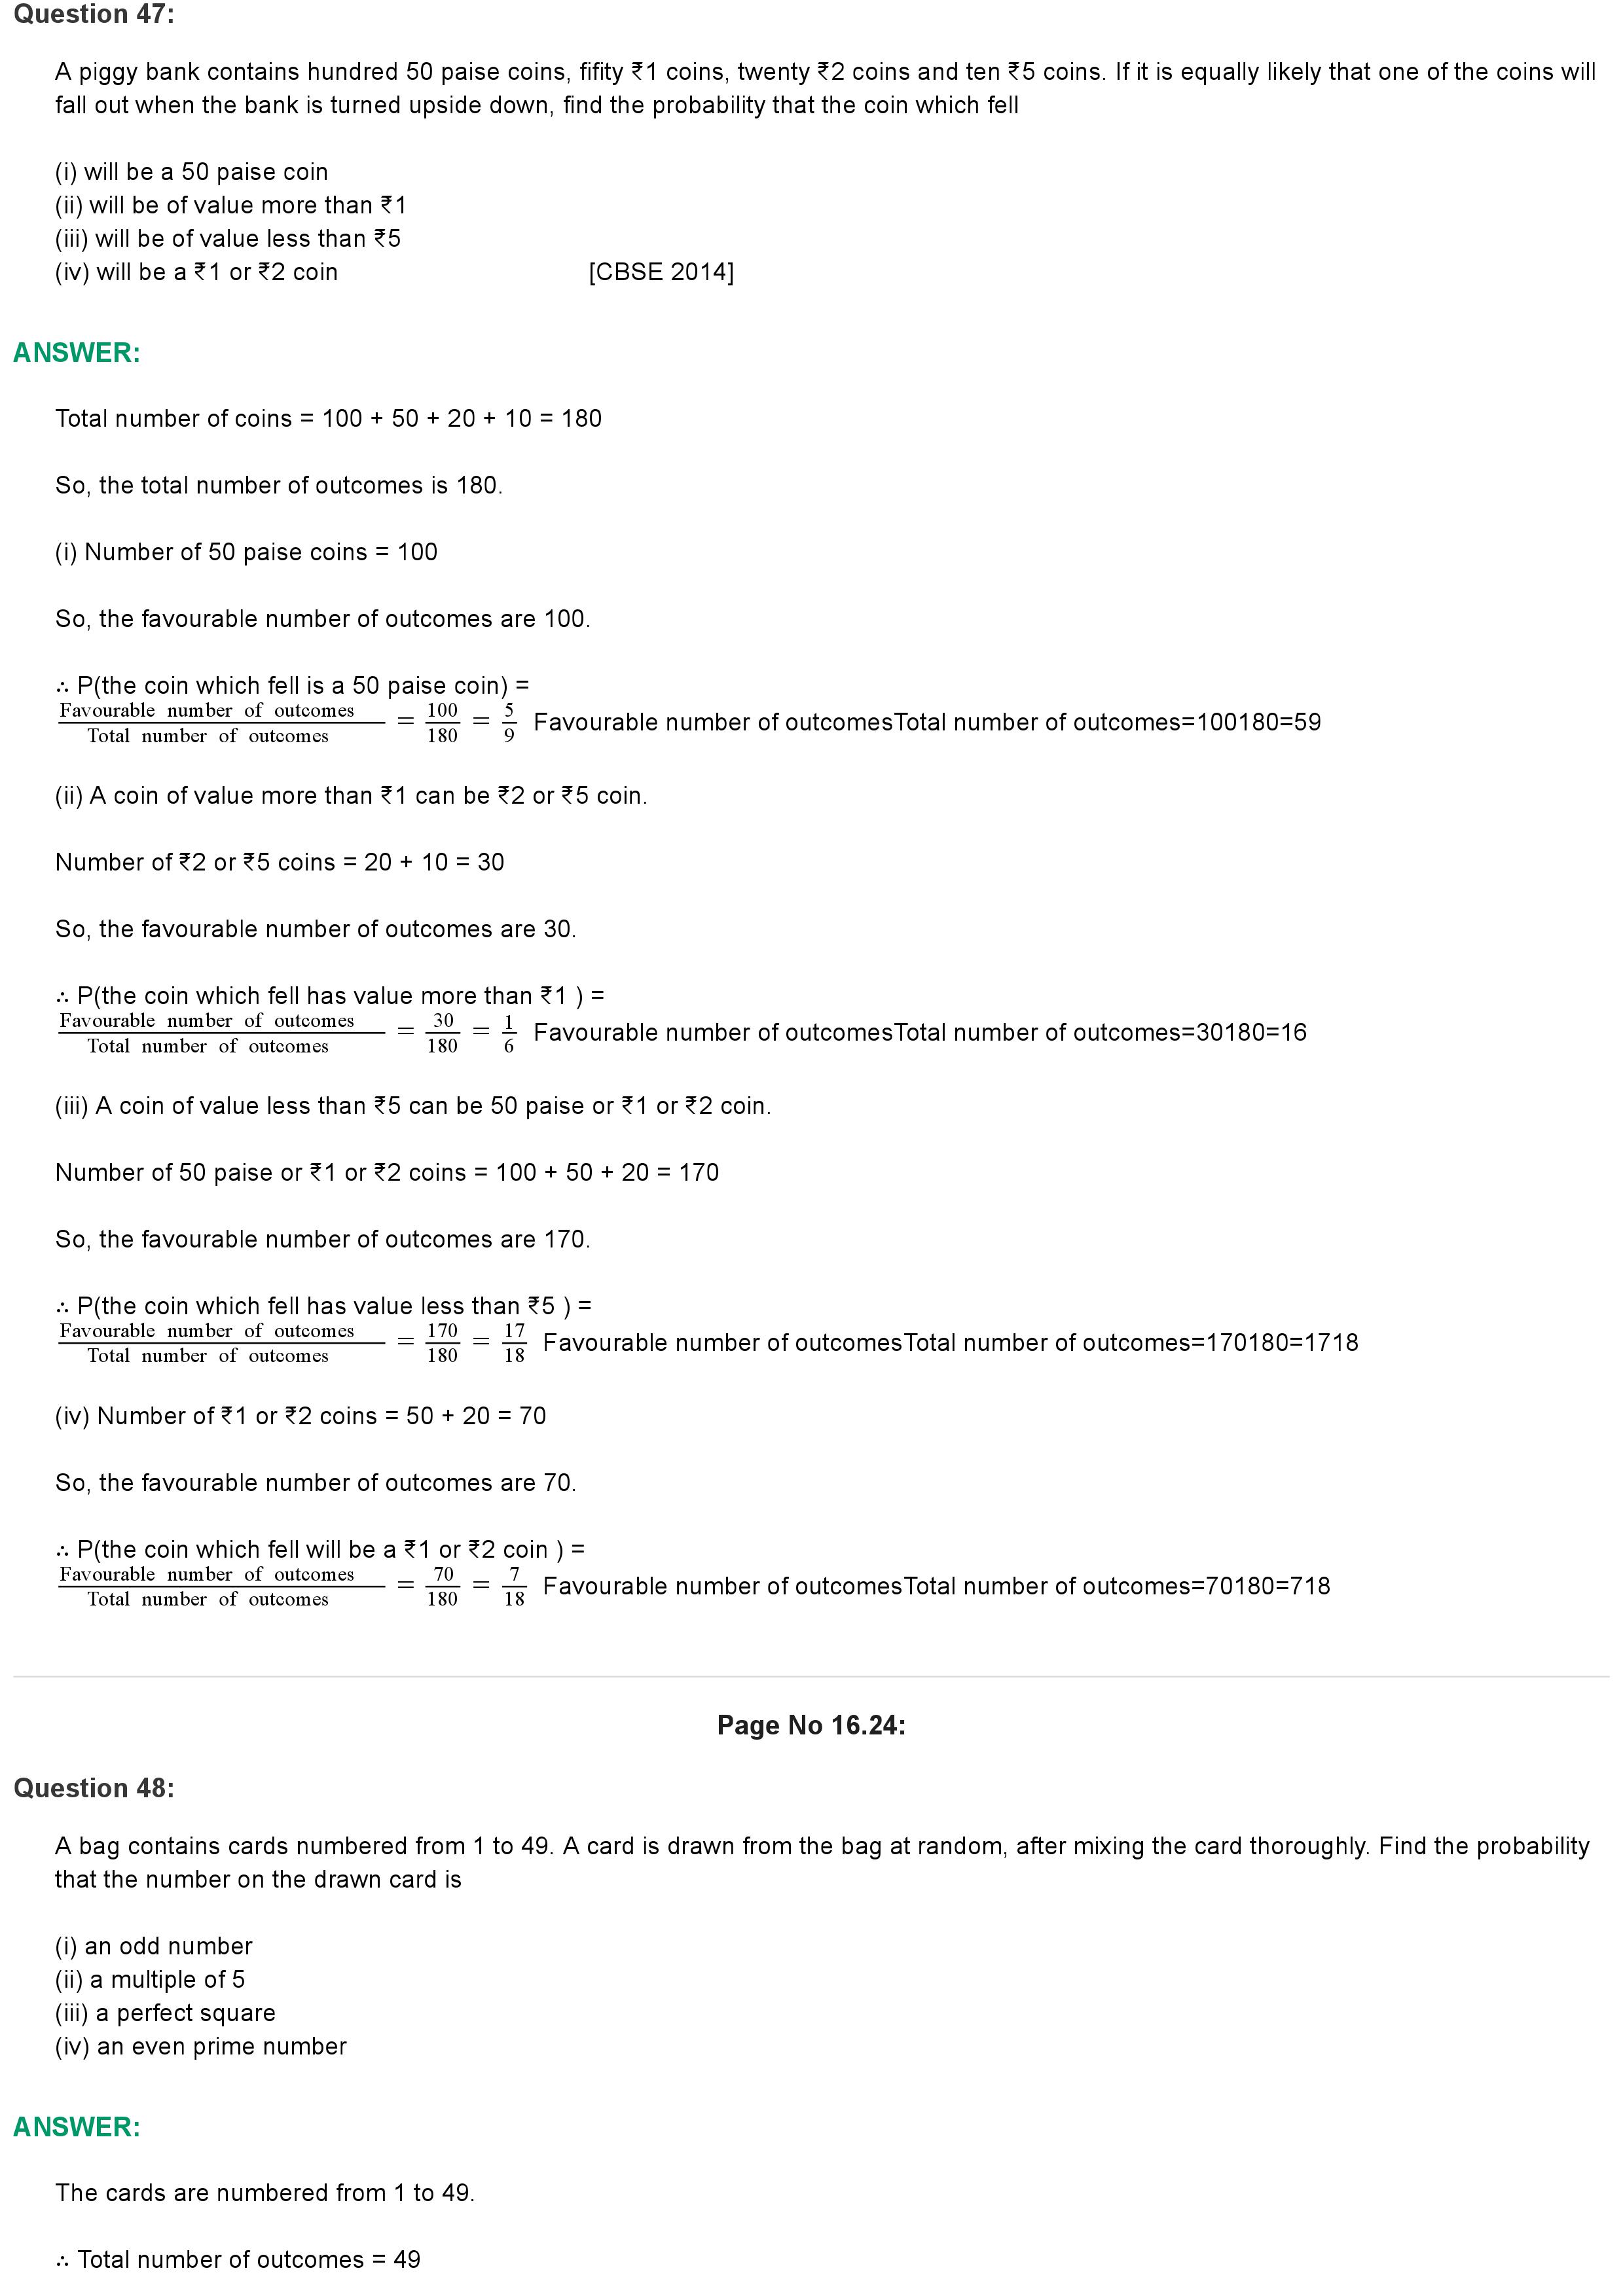 Question 47:
A piggy bank contains hundred 50 paise coins, fifity ₹1 coins, twenty ₹2 coins and ten ₹5 coins. If it is equally likely that one of the coins will
fall out when the bank is turned upside down, find the probability that the coin which fell
(i) will be a 50 paise coin
(ii) will be of value more than ₹1
(iii) will be of value less than ₹5
(iv) will be a ₹1 or ₹2 coin [CBSE 2014]
ANSWER:
Total number of coins = 100 + 50 + 20 + 10 = 180
So, the total number of outcomes is 180.
(i) Number of 50 paise coins = 100
So, the favourable number of outcomes are 100.
∴ P(the coin which fell is a 50 paise coin) =
Favourable number of outcomes / Total number of outcomes = 100/180 = 5/9 Favourable number of outcomesTotal number of outcomes=100180=59
(ii) A coin of value more than ₹1 can be ₹2 or ₹5 coin.
Number of ₹2 or ₹5 coins = 20 + 10 = 30
So, the favourable number of outcomes are 30.
∴ P(the coin which fell has value more than ₹1 ) =
Favourable number of outcomes / Total number of outcomes = 30/180 = 1/6 Favourable number of outcomesTotal number of outcomes=30180=16
(iii) A coin of value less than ₹5 can be 50 paise or ₹1 or ₹2 coin.
Number of 50 paise or ₹1 or ₹2 coins = 100 + 50 + 20 = 170
So, the favourable number of outcomes are 170.
∴ P(the coin which fell has value less than ₹5 ) =
Favourable number of outcomes / Total number of outcomes = 170/180 = 17/18 Favourable number of outcomesTotal number of outcomes=170180=1718
(iv) Number of ₹1 or ₹2 coins = 50 + 20 = 70
So, the favourable number of outcomes are 70.
∴ P(the coin which fell will be a ₹1 or ₹2 coin ) =
Favourable number of outcomes / Total number of outcomes = 70/180 = 7/18 Favourable number of outcomesTotal number of outcomes=70180=718
Page No 16.24:
Question 48:
A bag contains cards numbered from 1 to 49. A card is drawn from the bag at random, after mixing the card thoroughly. Find the probability
that the number on the drawn card is
(i) an odd number
(ii) a multiple of 5
(iii) a perfect square
(iv) an even prime number
ANSWER:
The cards are numbered from 1 to 49.
∴ Total number of outcomes = 49